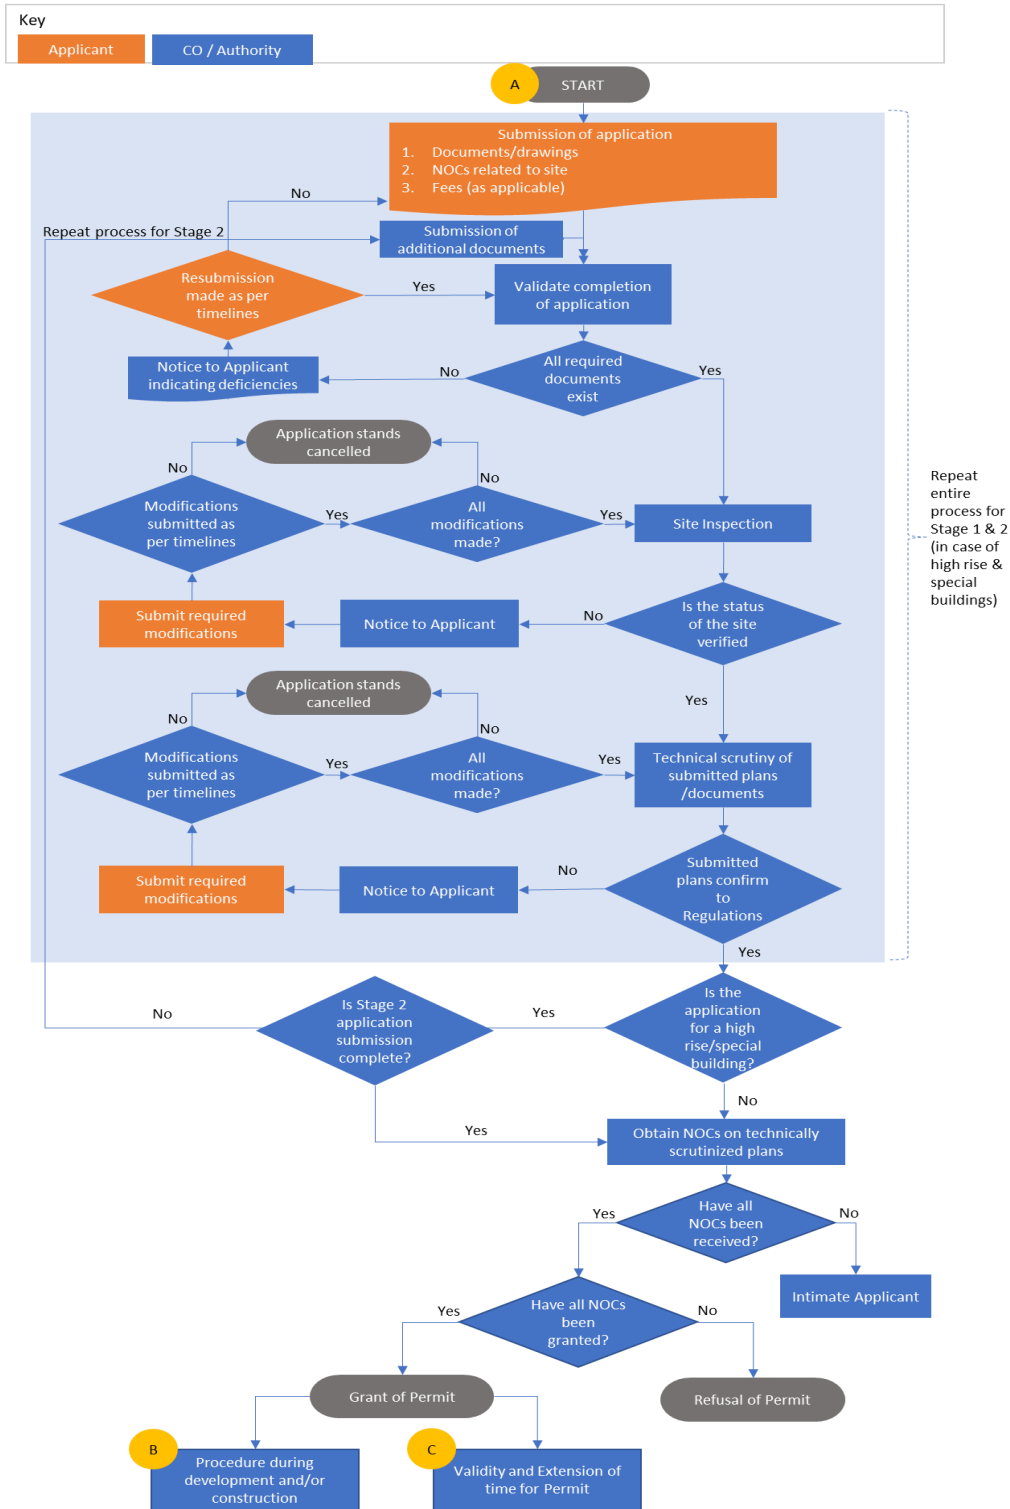 Key
Applicant
CO / Authority
A
START
Submission of application
1. Documents/drawings
2. NOCs related to site
3. Fees (as applicable)
No
Repeat process for Stage 2
Submission of
additional documents
Resubmission
made as per
timelines
Yes
Validate completion
of application
Notice to Applicant
indicating deficiencies
No
All required
documents
exist
Yes
Application stands
cancelled
No
No
Modifications
submitted as
per timelines
Yes
All
modifications
made?
Yes
Site Inspection
Repeat
entire
process for
Stage 1 & 2
(in case of
high rise &
special
buildings)
Submit required
modifications
Notice to Applicant
No
Is the status
of the site
verified
Yes
Application stands
cancelled
No
No
Modifications
submitted as
per timelines
Yes
All
modifications
made?
Yes
Technical scrutiny of
submitted plans
/documents
Submit required
modifications
Notice to Applicant
No
Submitted
plans confirm
to
Regulations
Yes
No
Is Stage 2
application
submission
complete?
Yes
Is the
application
for a high
rise/special
building?
No
Yes
Obtain NOCs on technically
scrutinized plans
Yes
Have all
NOCs been
received?
No
Intimate Applicant
Yes
Have all NOCs
been
granted?
No
Grant of Permit
Refusal of Permit
B
Procedure during
development and/or
construction
C
Validity and Extension of
time for Permit